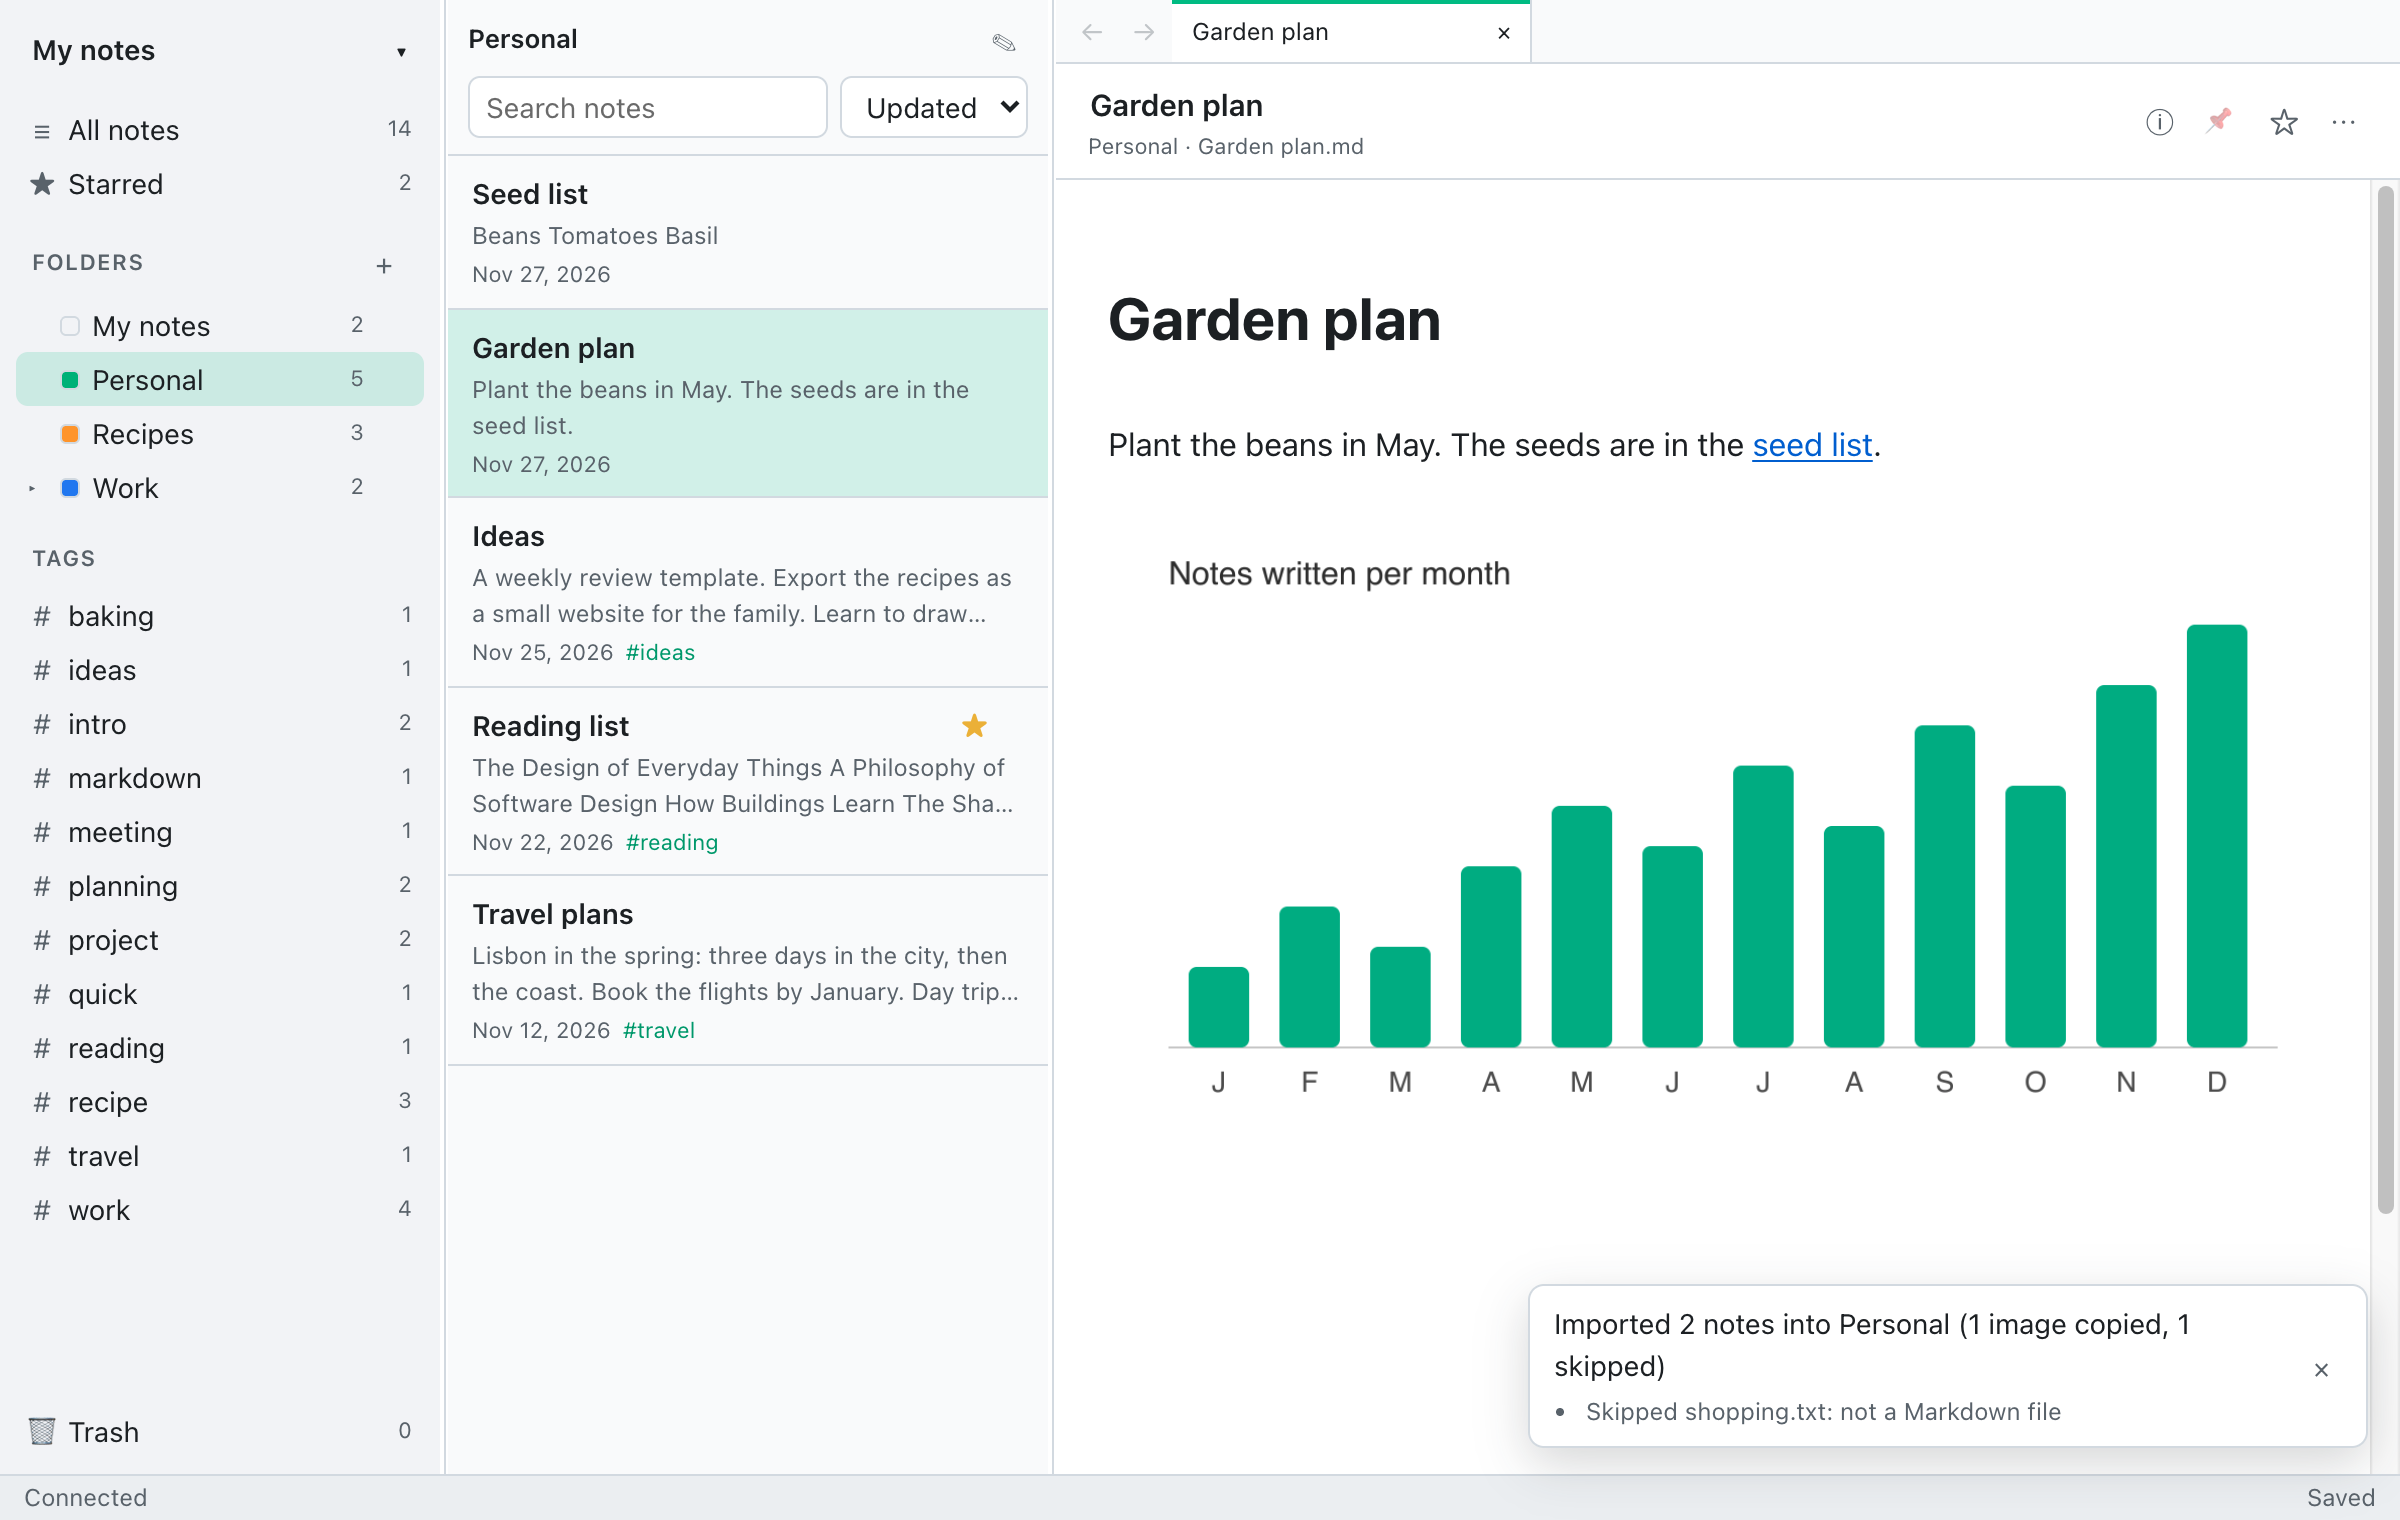 My notes ▾
≡ All notes 14
★ Starred 2
FOLDERS +
My notes 2
Personal 5
Recipes 3
▸ Work 2
TAGS
# baking 1
# ideas 1
# intro 2
# markdown 1
# meeting 1
# planning 2
# project 2
# quick 1
# reading 1
# recipe 3
# travel 1
# work 4
Trash 0
Connected
Personal
Search notes
Updated
Seed list
Beans Tomatoes Basil
Nov 27, 2026
Garden plan
Plant the beans in May. The seeds are in the
seed list.
Nov 27, 2026
Ideas
A weekly review template. Export the recipes as
a small website for the family. Learn to draw…
Nov 25, 2026 #ideas
Reading list ★
The Design of Everyday Things A Philosophy of
Software Design How Buildings Learn The Sha…
Nov 22, 2026 #reading
Travel plans
Lisbon in the spring: three days in the city, then
the coast. Book the flights by January. Day trip…
Nov 12, 2026 #travel
← → Garden plan ×
Garden plan
Personal · Garden plan.md
Garden plan
Plant the beans in May. The seeds are in the seed list.
Notes written per month
J F M A M J J A S O N D
Imported 2 notes into Personal (1 image copied, 1
skipped)
×
• Skipped shopping.txt: not a Markdown file
Saved